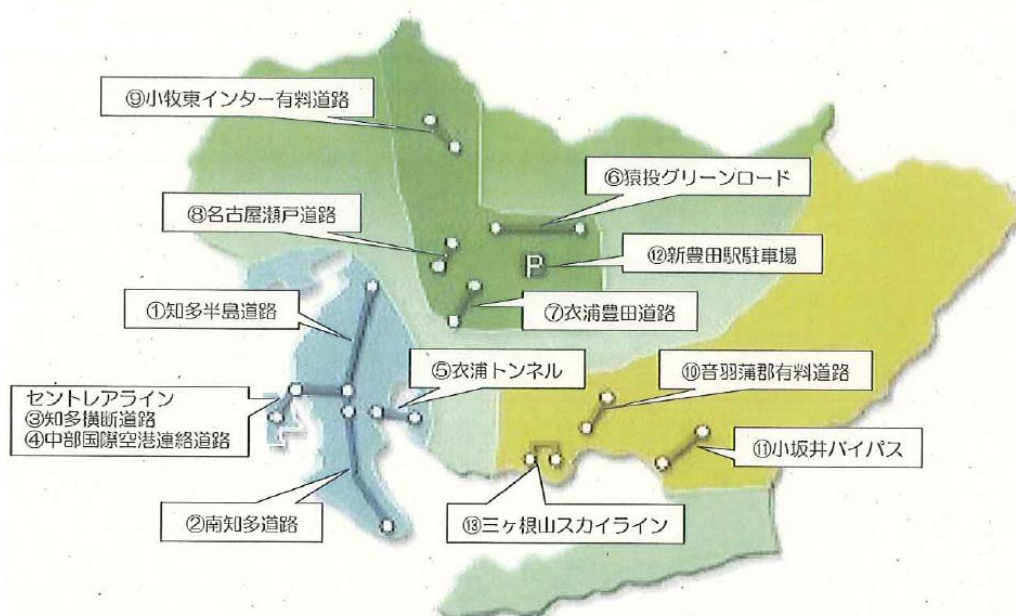 ⑨小牧東インター有料道路
⑥猿投グリーンロード
⑧名古屋瀬戸道路
P
⑫新豊田駅駐車場
①知多半島道路
⑦衣浦豊田道路
⑤衣浦トンネル
⑩音羽蒲郡有料道路
セントレアライン
③知多横断道路
④中部国際空港連絡道路
⑪小坂井バイパス
②南知多道路
⑬三ヶ根山スカイライン